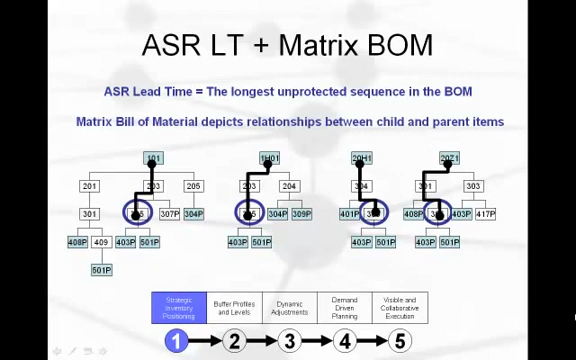 ASR LT + Matrix BOM
ASR Lead Time = The longest unprotected sequence in the BOM
Matrix Bill of Material depicts relationships between child and parent items
101 1H01 20H1 20Z1
201 203 205 203 204 304 301 303
301 307P 304P 304P 309P 401P 408P 403P 417P
408P 409 403P 501P 403P 501P 403P 501P 403P 501P
501P
Strategic Inventory Positioning
Buffer Profiles and Levels
Dynamic Adjustments
Demand Driven Planning
Visible and Collaborative Execution
1 2 3 4 5